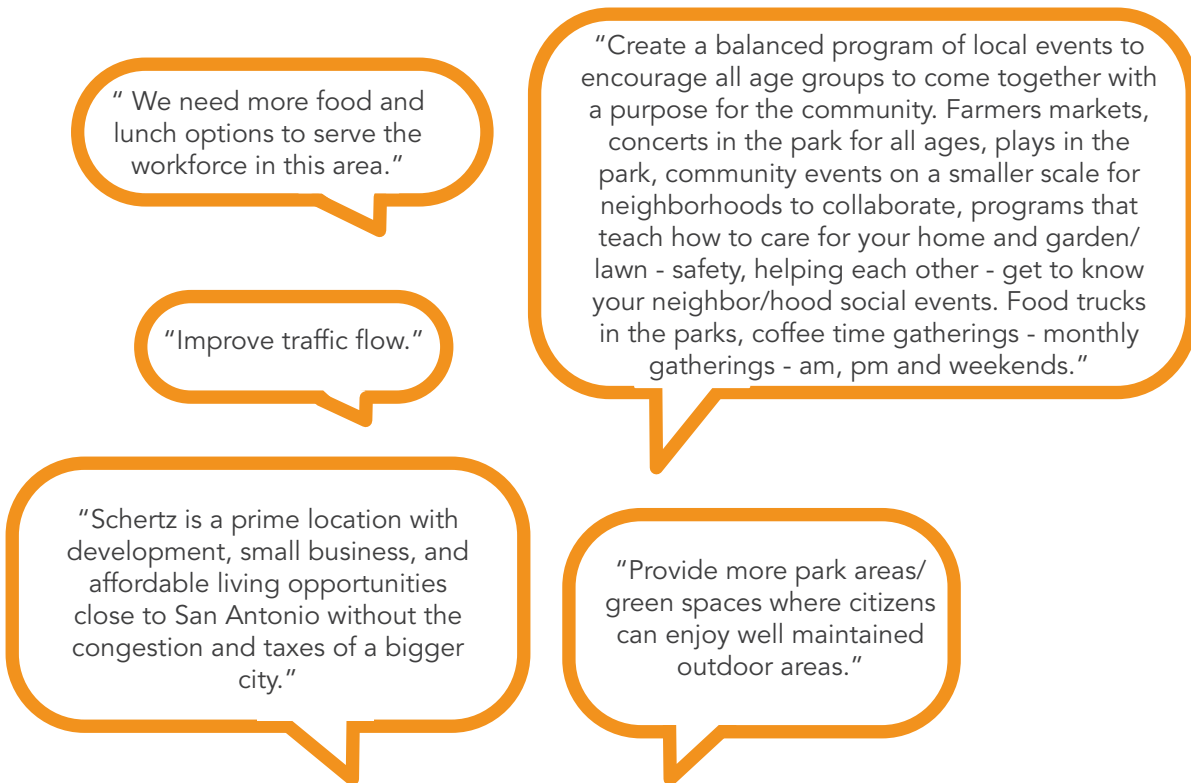 “ We need more food and
lunch options to serve the
workforce in this area.”
“Create a balanced program of local events to
encourage all age groups to come together with
a purpose for the community. Farmers markets,
concerts in the park for all ages, plays in the
park, community events on a smaller scale for
neighborhoods to collaborate, programs that
teach how to care for your home and garden/
lawn - safety, helping each other - get to know
your neighbor/hood social events. Food trucks
in the parks, coffee time gatherings - monthly
gatherings - am, pm and weekends.”
“Improve traffic flow.”
“Schertz is a prime location with
development, small business, and
affordable living opportunities
close to San Antonio without the
congestion and taxes of a bigger
city.”
“Provide more park areas/
green spaces where citizens
can enjoy well maintained
outdoor areas.”